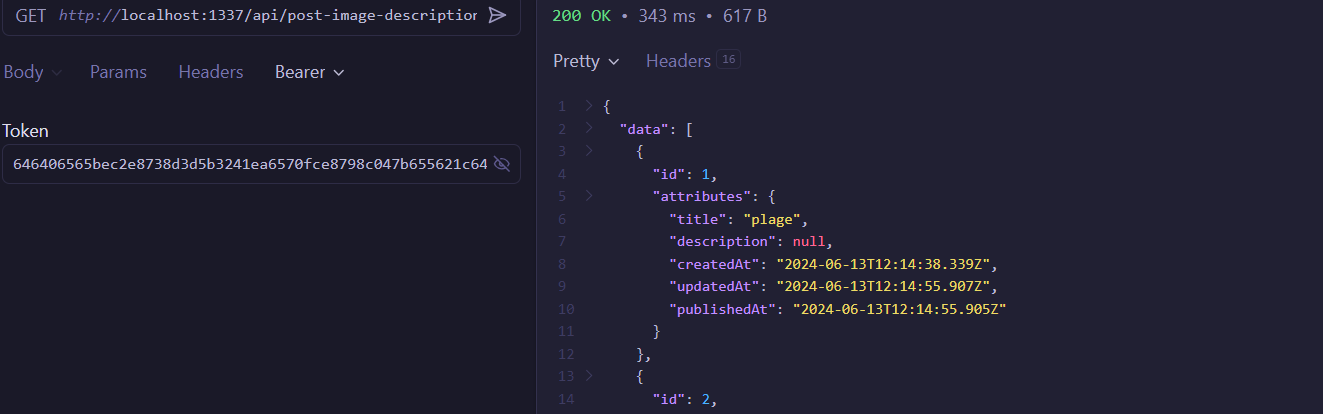 GET http://localhost:1337/api/post-image-description
200 OK • 343 ms • 617 B
Body Params Headers Bearer
Pretty Headers 16
Token
646406565bec2e8738d3d5b3241ea6570fce8798c047b655621c64
1 {
2 "data": [
3 {
4 "id": 1,
5 "attributes": {
6 "title": "plage",
7 "description": null,
8 "createdAt": "2024-06-13T12:14:38.339Z",
9 "updatedAt": "2024-06-13T12:14:55.907Z",
10 "publishedAt": "2024-06-13T12:14:55.905Z"
11 }
12 },
13 {
14 "id": 2,